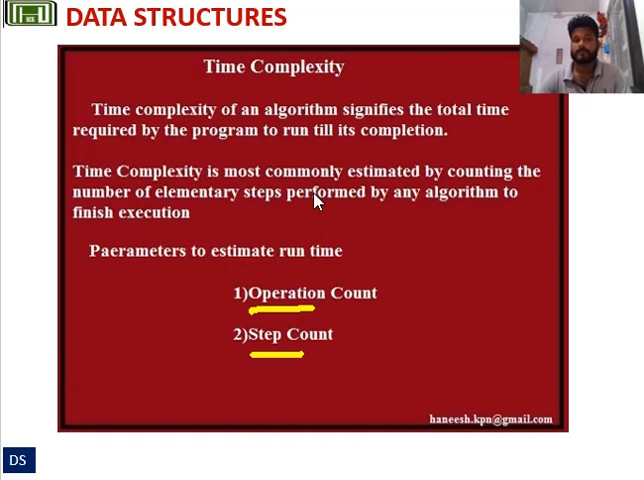 DATA STRUCTURES
Time Complexity
Time complexity of an algorithm signifies the total time
required by the program to run till its completion.
Time Complexity is most commonly estimated by counting the
number of elementary steps performed by any algorithm to
finish execution
Paerameters to estimate run time
1)Operation Count
2)Step Count
haneesh.kpn@gmail.com
DS